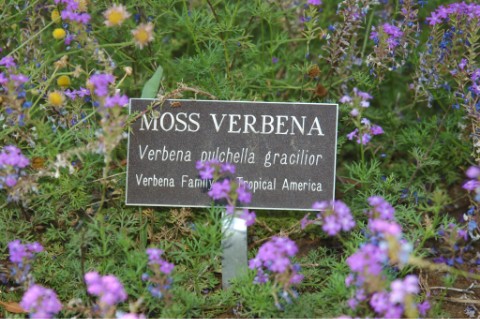 MOSS VERBENA
Verbena pulchella gracilior
Verbena Family Tropical America